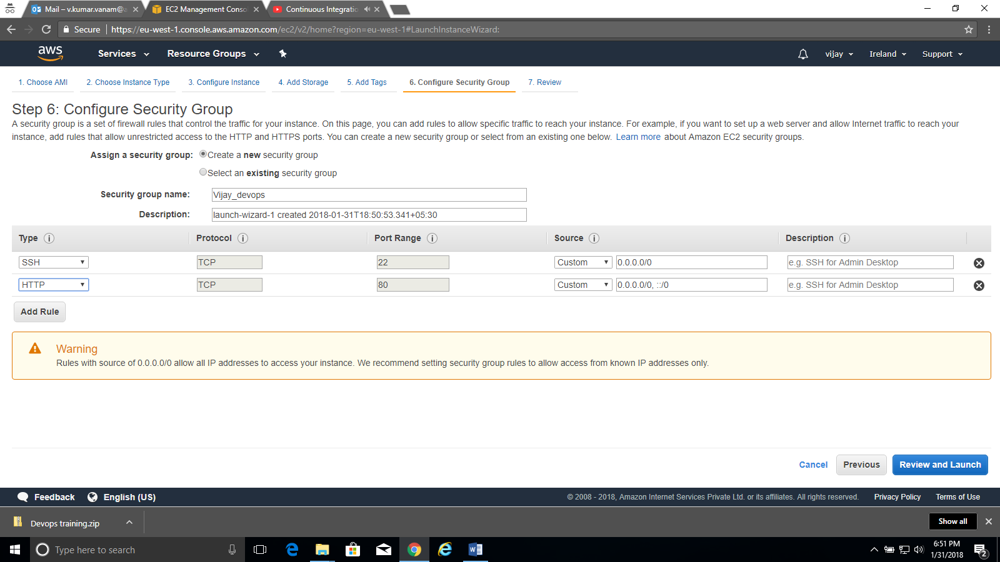 Mail – v.kumar.vanam@a
EC2 Management Conso
Continuous Integratio
Secure
https://eu-west-1.console.aws.amazon.com/ec2/v2/home?region=eu-west-1#LaunchInstanceWizard:
aws
Services
Resource Groups
vijay
Ireland
Support
1. Choose AMI
2. Choose Instance Type
3. Configure Instance
4. Add Storage
5. Add Tags
6. Configure Security Group
7. Review
Step 6: Configure Security Group
A security group is a set of firewall rules that control the traffic for your instance. On this page, you can add rules to allow specific traffic to reach your instance. For example, if you want to set up a web server and allow Internet traffic to reach your
instance, add rules that allow unrestricted access to the HTTP and HTTPS ports. You can create a new security group or select from an existing one below. Learn more about Amazon EC2 security groups.
Assign a security group: Create a new security group
Select an existing security group
Security group name: Vijay_devops
Description: launch-wizard-1 created 2018-01-31T18:50:53.341+05:30
Type i Protocol i Port Range i Source i Description i
SSH TCP 22 Custom 0.0.0.0/0 e.g. SSH for Admin Desktop
HTTP TCP 80 Custom 0.0.0.0/0, ::/0 e.g. SSH for Admin Desktop
Add Rule
Warning
Rules with source of 0.0.0.0/0 allow all IP addresses to access your instance. We recommend setting security group rules to allow access from known IP addresses only.
Cancel
Previous
Review and Launch
Feedback
English (US)
© 2008 - 2018, Amazon Internet Services Private Ltd. or its affiliates. All rights reserved.
Privacy Policy
Terms of Use
Devops training.zip
Show all
Type here to search
6:51 PM
1/31/2018
2